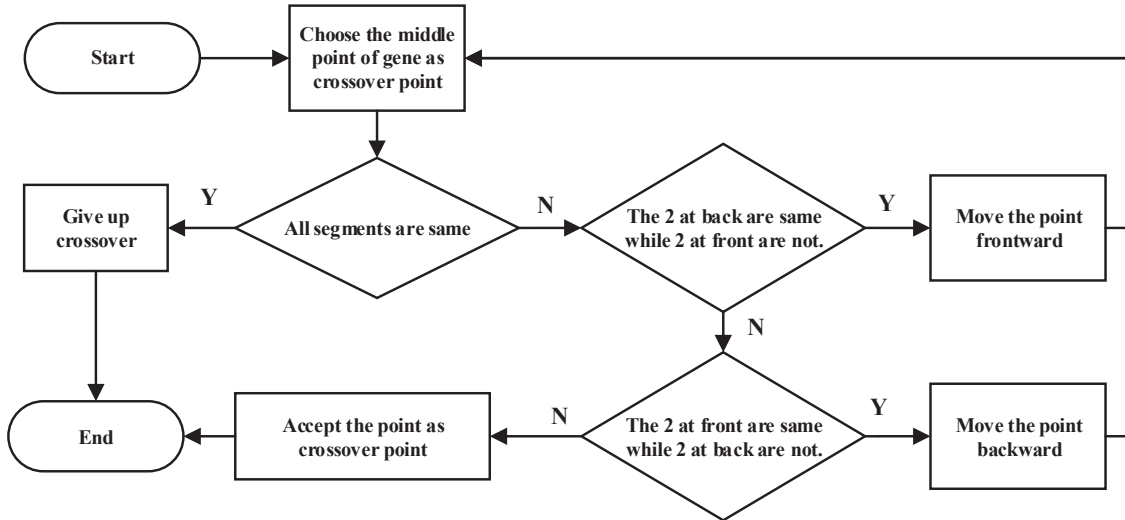 Start
Choose the middle
point of gene as
crossover point
Y
N
Y
Give up
crossover
All segments are same
The 2 at back are same
while 2 at front are not.
Move the point
frontward
N
N
Y
End
Accept the point as
crossover point
The 2 at front are same
while 2 at back are not.
Move the point
backward